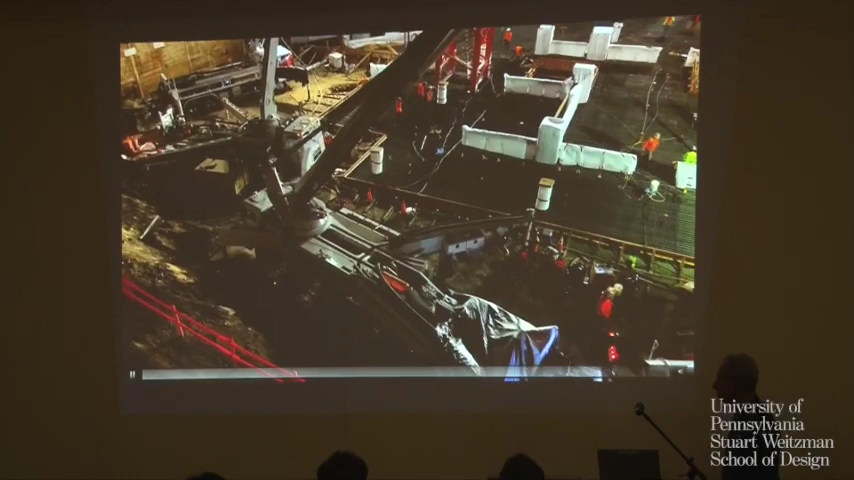 University of
Pennsylvania
Stuart Weitzman
School of Design